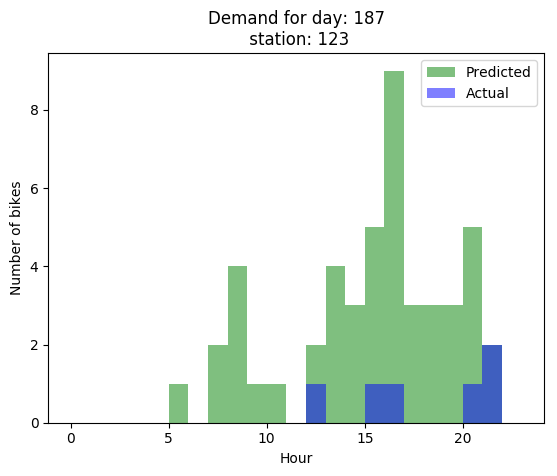 Demand for day: 187
station: 123
Predicted
Actual
Number of bikes
8
6
4
2
0
0
5
10
15
20
Hour